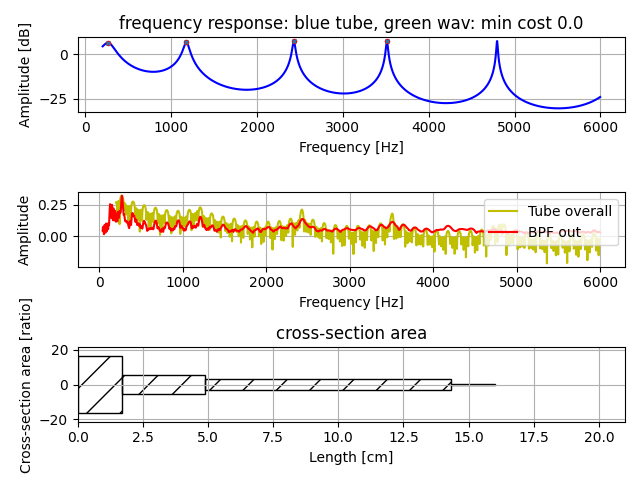 frequency response: blue tube, green wav: min cost 0.0
Amplitude [dB]
0
−25
0 1000 2000 3000 4000 5000 6000
Frequency [Hz]
Amplitude
0.25
0.00
Tube overall
BPF out
0 1000 2000 3000 4000 5000 6000
Frequency [Hz]
cross-section area
Cross-section area [ratio]
20
0
−20
0.0 2.5 5.0 7.5 10.0 12.5 15.0 17.5 20.0
Length [cm]